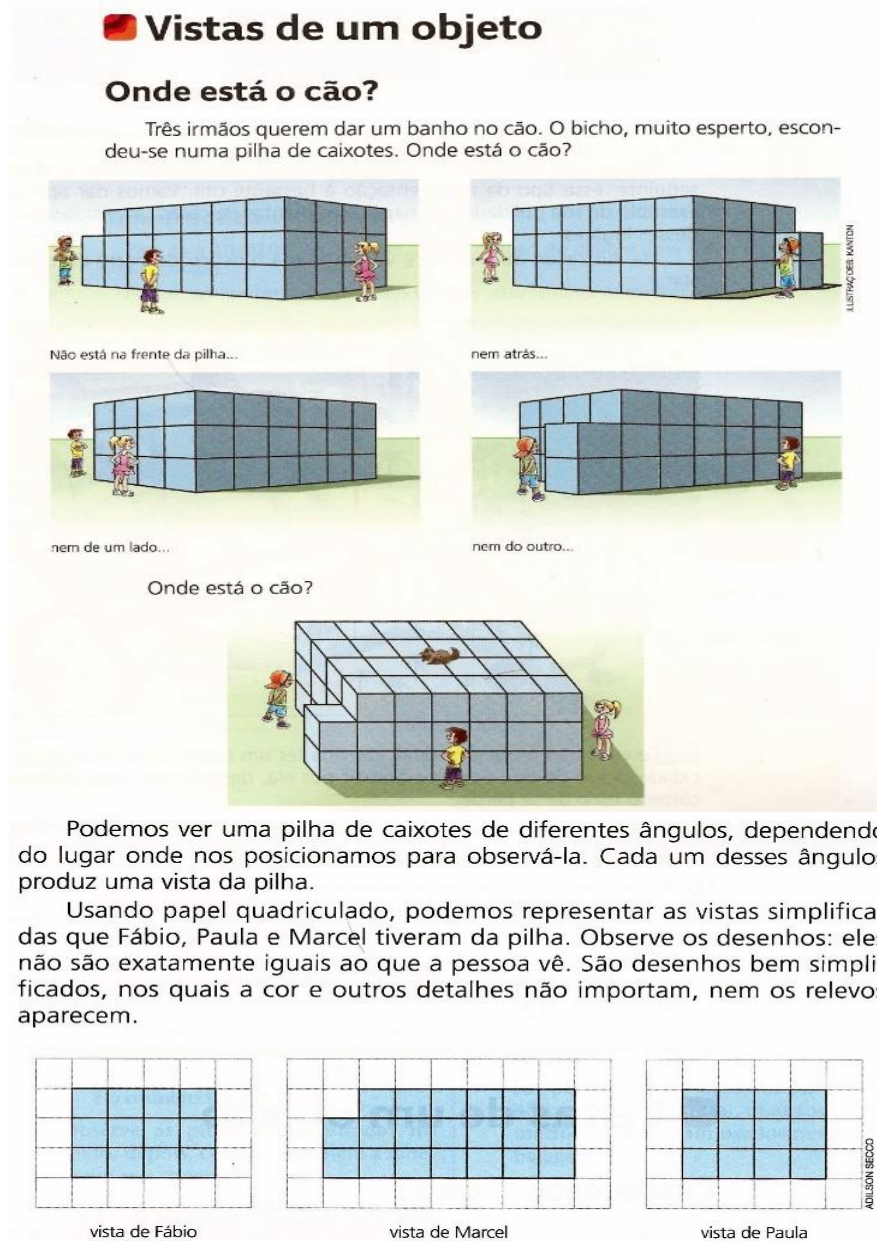 Vistas de um objeto
Onde está o cão?
Três irmãos querem dar um banho no cão. O bicho, muito esperto, escon-
deu-se numa pilha de caixotes. Onde está o cão?
ILUSTRAÇÕES: KANTON
Não está na frente da pilha...
nem atrás...
nem de um lado...
nem do outro...
Onde está o cão?
Podemos ver uma pilha de caixotes de diferentes ângulos, dependend
do lugar onde nos posicionamos para observá-la. Cada um desses ângulo
produz uma vista da pilha.
Usando papel quadriculado, podemos representar as vistas simplifica
das que Fábio, Paula e Marcel tiveram da pilha. Observe os desenhos: ele
não são exatamente iguais ao que a pessoa vê. São desenhos bem simpli
ficados, nos quais a cor e outros detalhes não importam, nem os relevo
aparecem.
ADILSON SECCO
vista de Fábio
vista de Marcel
vista de Paula